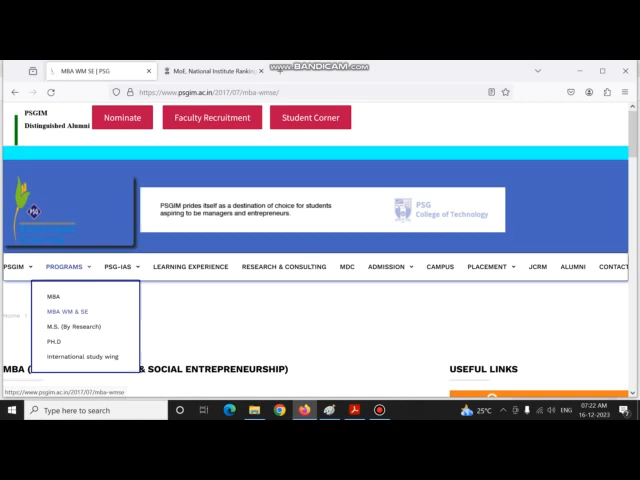 www.BANDICAM.com
MBA WM SE | PSG
MoE, National Institute Ranking
https://www.psgim.ac.in/2017/07/mba-wmse/
PSGIM
Distinguished Alumni
Nominate
Faculty Recruitment
Student Corner
PSG
PSGIM prides itself as a destination of choice for students
aspiring to be managers and entrepreneurs.
PSG
College of Technology
PSGIM PROGRAMS PSG-IAS LEARNING EXPERIENCE RESEARCH & CONSULTING MDC ADMISSION CAMPUS PLACEMENT JCRM ALUMNI CONTACT
MBA
MBA WM & SE
M.S. (By Research)
PH.D
International study wing
Home
MBA ( & SOCIAL ENTREPRENEURSHIP)
USEFUL LINKS
https://www.psgim.ac.in/2017/07/mba-wmse
Type here to search
25°C
ENG
07:22 AM
16-12-2023